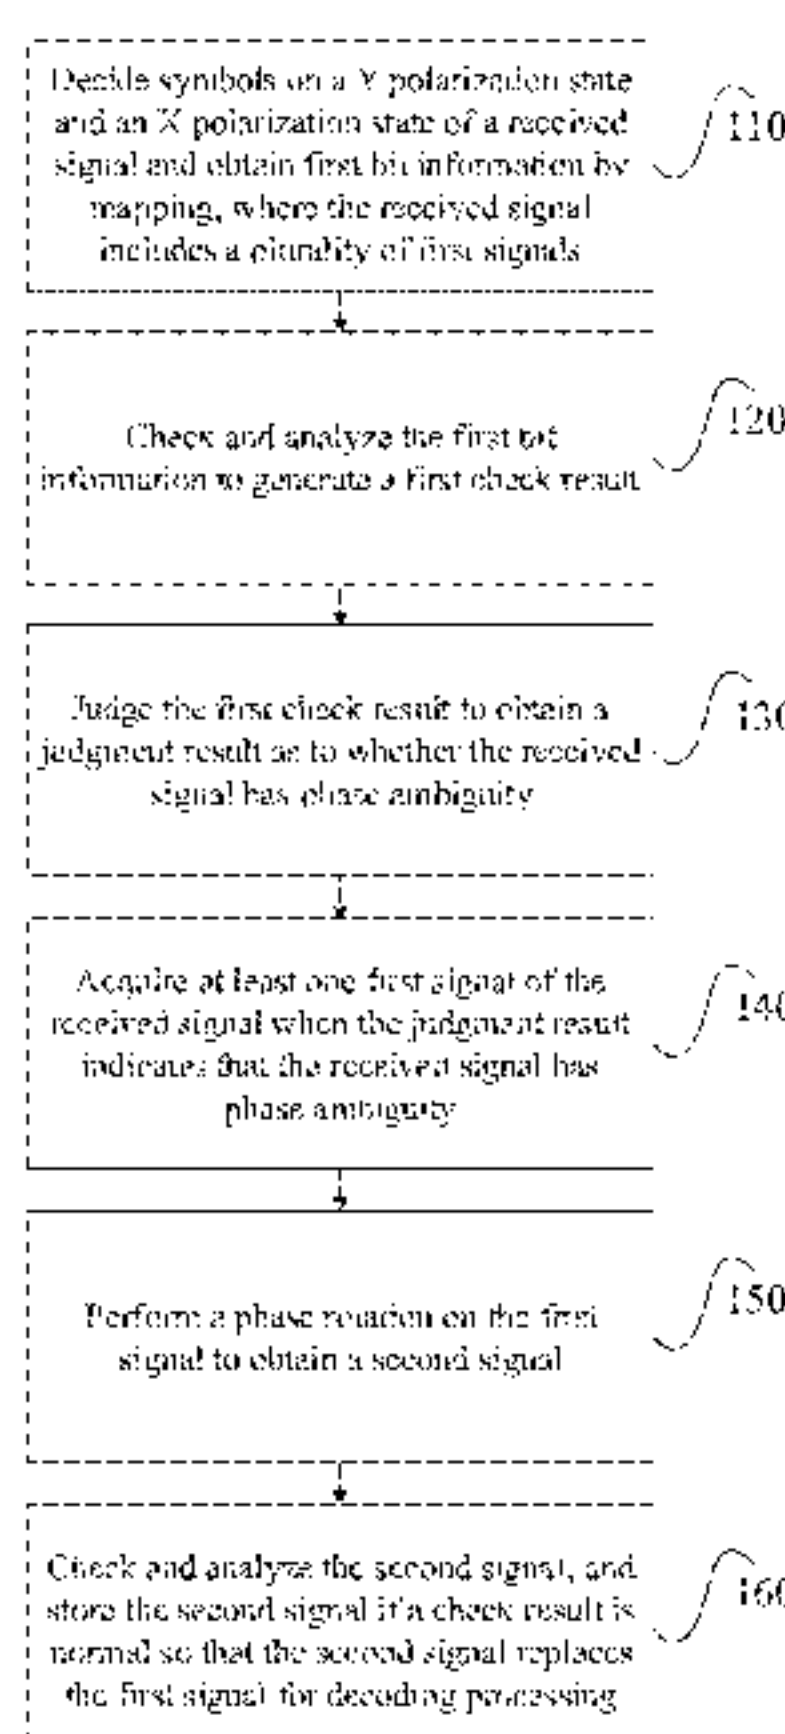 Decide symbols on a Y polarization state
and an X polarization state of a received
signal and obtain first bit information by
mapping, where the received signal
includes a plurality of first signals
110
Check and analyze the first bit
information to generate a first check result
120
Judge the first check result to obtain a
judgment result as to whether the received
signal has phase ambiguity
130
Acquire at least one first signal of the
received signal when the judgment result
indicates that the received signal has
phase ambiguity
140
Perform a phase rotation on the first
signal to obtain a second signal
150
Check and analyze the second signal, and
store the second signal if a check result is
normal so that the second signal replaces
the first signal for decoding processing
160